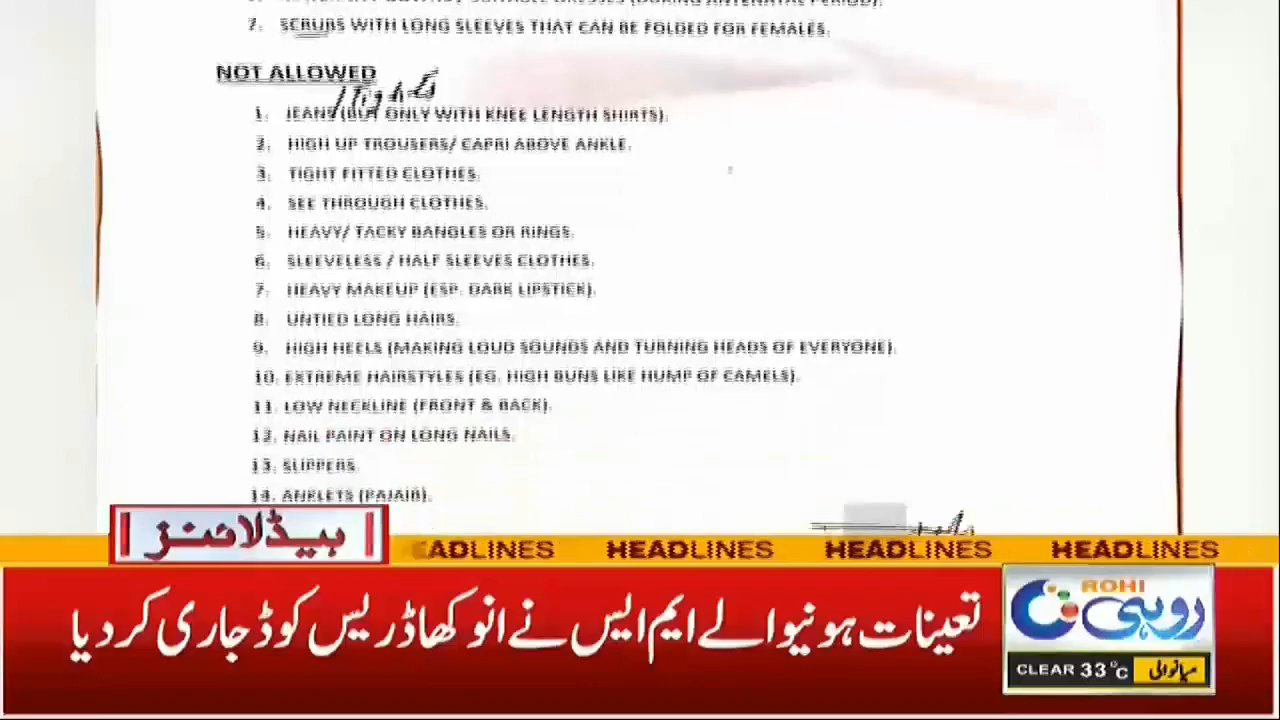 7. SCRUBS WITH LONG SLEEVES THAT CAN BE FOLDED FOR FEMALES.
NOT ALLOWED
1. JEANS (BUT ONLY WITH KNEE LENGTH SHIRTS).
2. HIGH UP TROUSERS/ CAPRI ABOVE ANKLE.
3. TIGHT FITTED CLOTHES.
4. SEE THROUGH CLOTHES.
5. HEAVY/ TACKY BANGLES OR RINGS.
6. SLEEVELESS / HALF SLEEVES CLOTHES.
7. HEAVY MAKEUP (ESP. DARK LIPSTICK).
8. UNTIED LONG HAIRS.
9. HIGH HEELS (MAKING LOUD SOUNDS AND TURNING HEADS OF EVERYONE).
10. EXTREME HAIRSTYLES (EG. HIGH BUNS LIKE HUMP OF CAMELS).
11. LOW NECKLINE (FRONT & BACK).
12. NAIL PAINT ON LONG NAILS.
13. SLIPPERS.
14. ANKLETS (PAJAIB).
ہیڈلائنز
EADLINES HEADLINES HEADLINES HEADLINES
تعینات ہونیوالے ایم ایس نے انوکھا ڈریس کوڈ جاری کر دیا
ROHI
روہی
CLEAR 33°C میانوالی